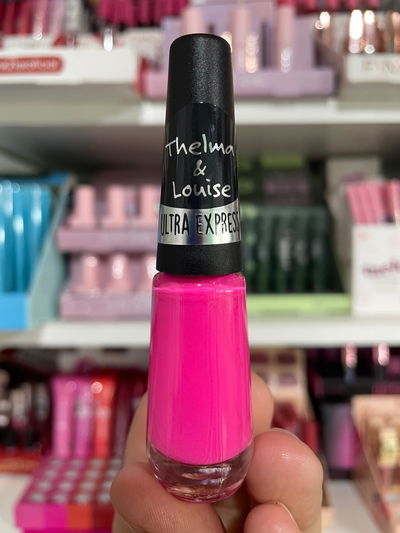 Thelma
&
Louise
ULTRA EXPRESS